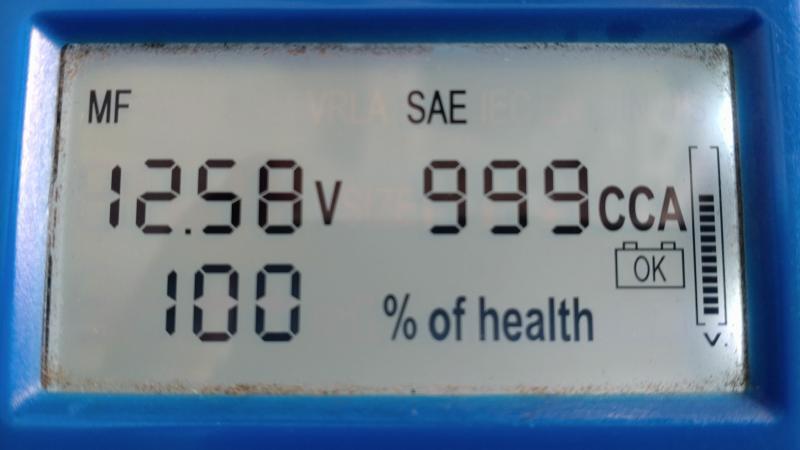 MF SAE
12.58 V 999 CCA
OK
100 % of health